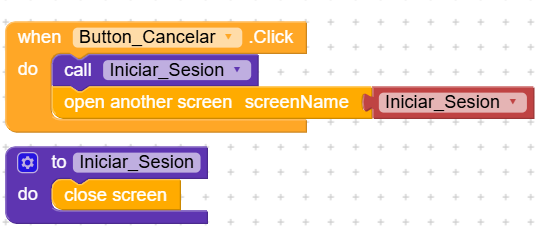 when Button_Cancelar .Click
do call Iniciar_Sesion
open another screen screenName Iniciar_Sesion
to Iniciar_Sesion
do close screen